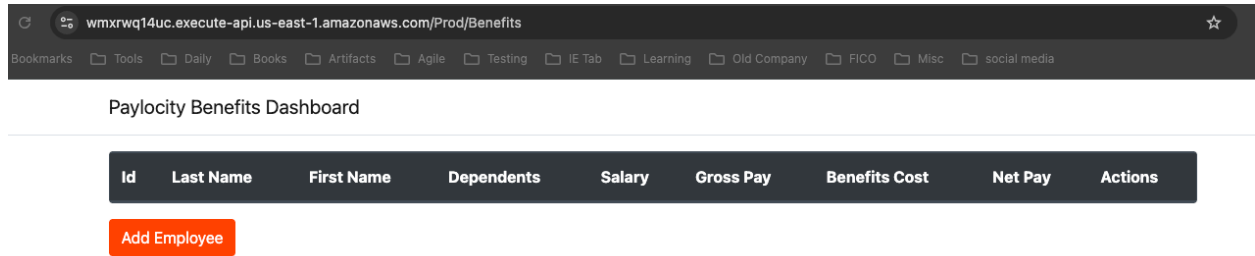 wmxrwq14uc.execute-api.us-east-1.amazonaws.com/Prod/Benefits
Bookmarks Tools Daily Books Artifacts Agile Testing IE Tab Learning Old Company FICO Misc social media
Paylocity Benefits Dashboard
Id Last Name First Name Dependents Salary Gross Pay Benefits Cost Net Pay Actions
Add Employee